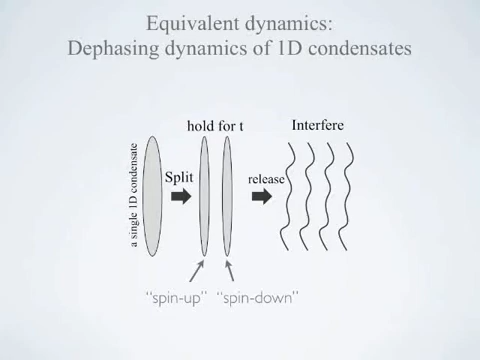 Equivalent dynamics:
Dephasing dynamics of 1D condensates
a single 1D condensate
Split
hold for t
release
Interfere
"spin-up" "spin-down"